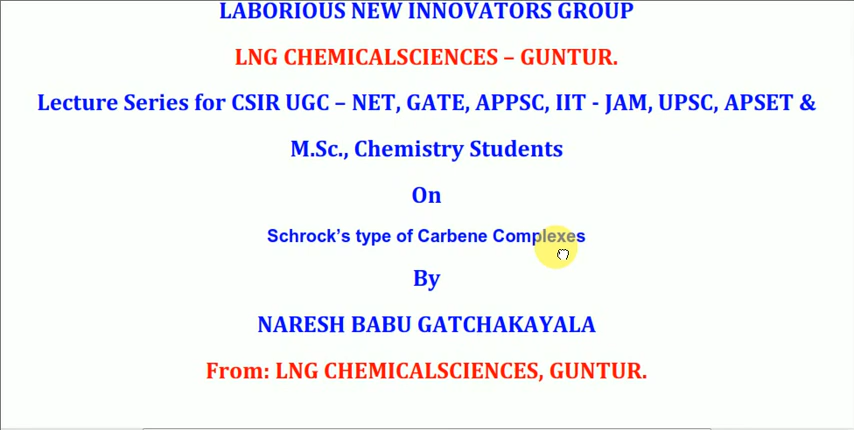 LABORIOUS NEW INNOVATORS GROUP
LNG CHEMICALSCIENCES – GUNTUR.
Lecture Series for CSIR UGC – NET, GATE, APPSC, IIT - JAM, UPSC, APSET &
M.Sc., Chemistry Students
On
Schrock’s type of Carbene Complexes
By
NARESH BABU GATCHAKAYALA
From: LNG CHEMICALSCIENCES, GUNTUR.